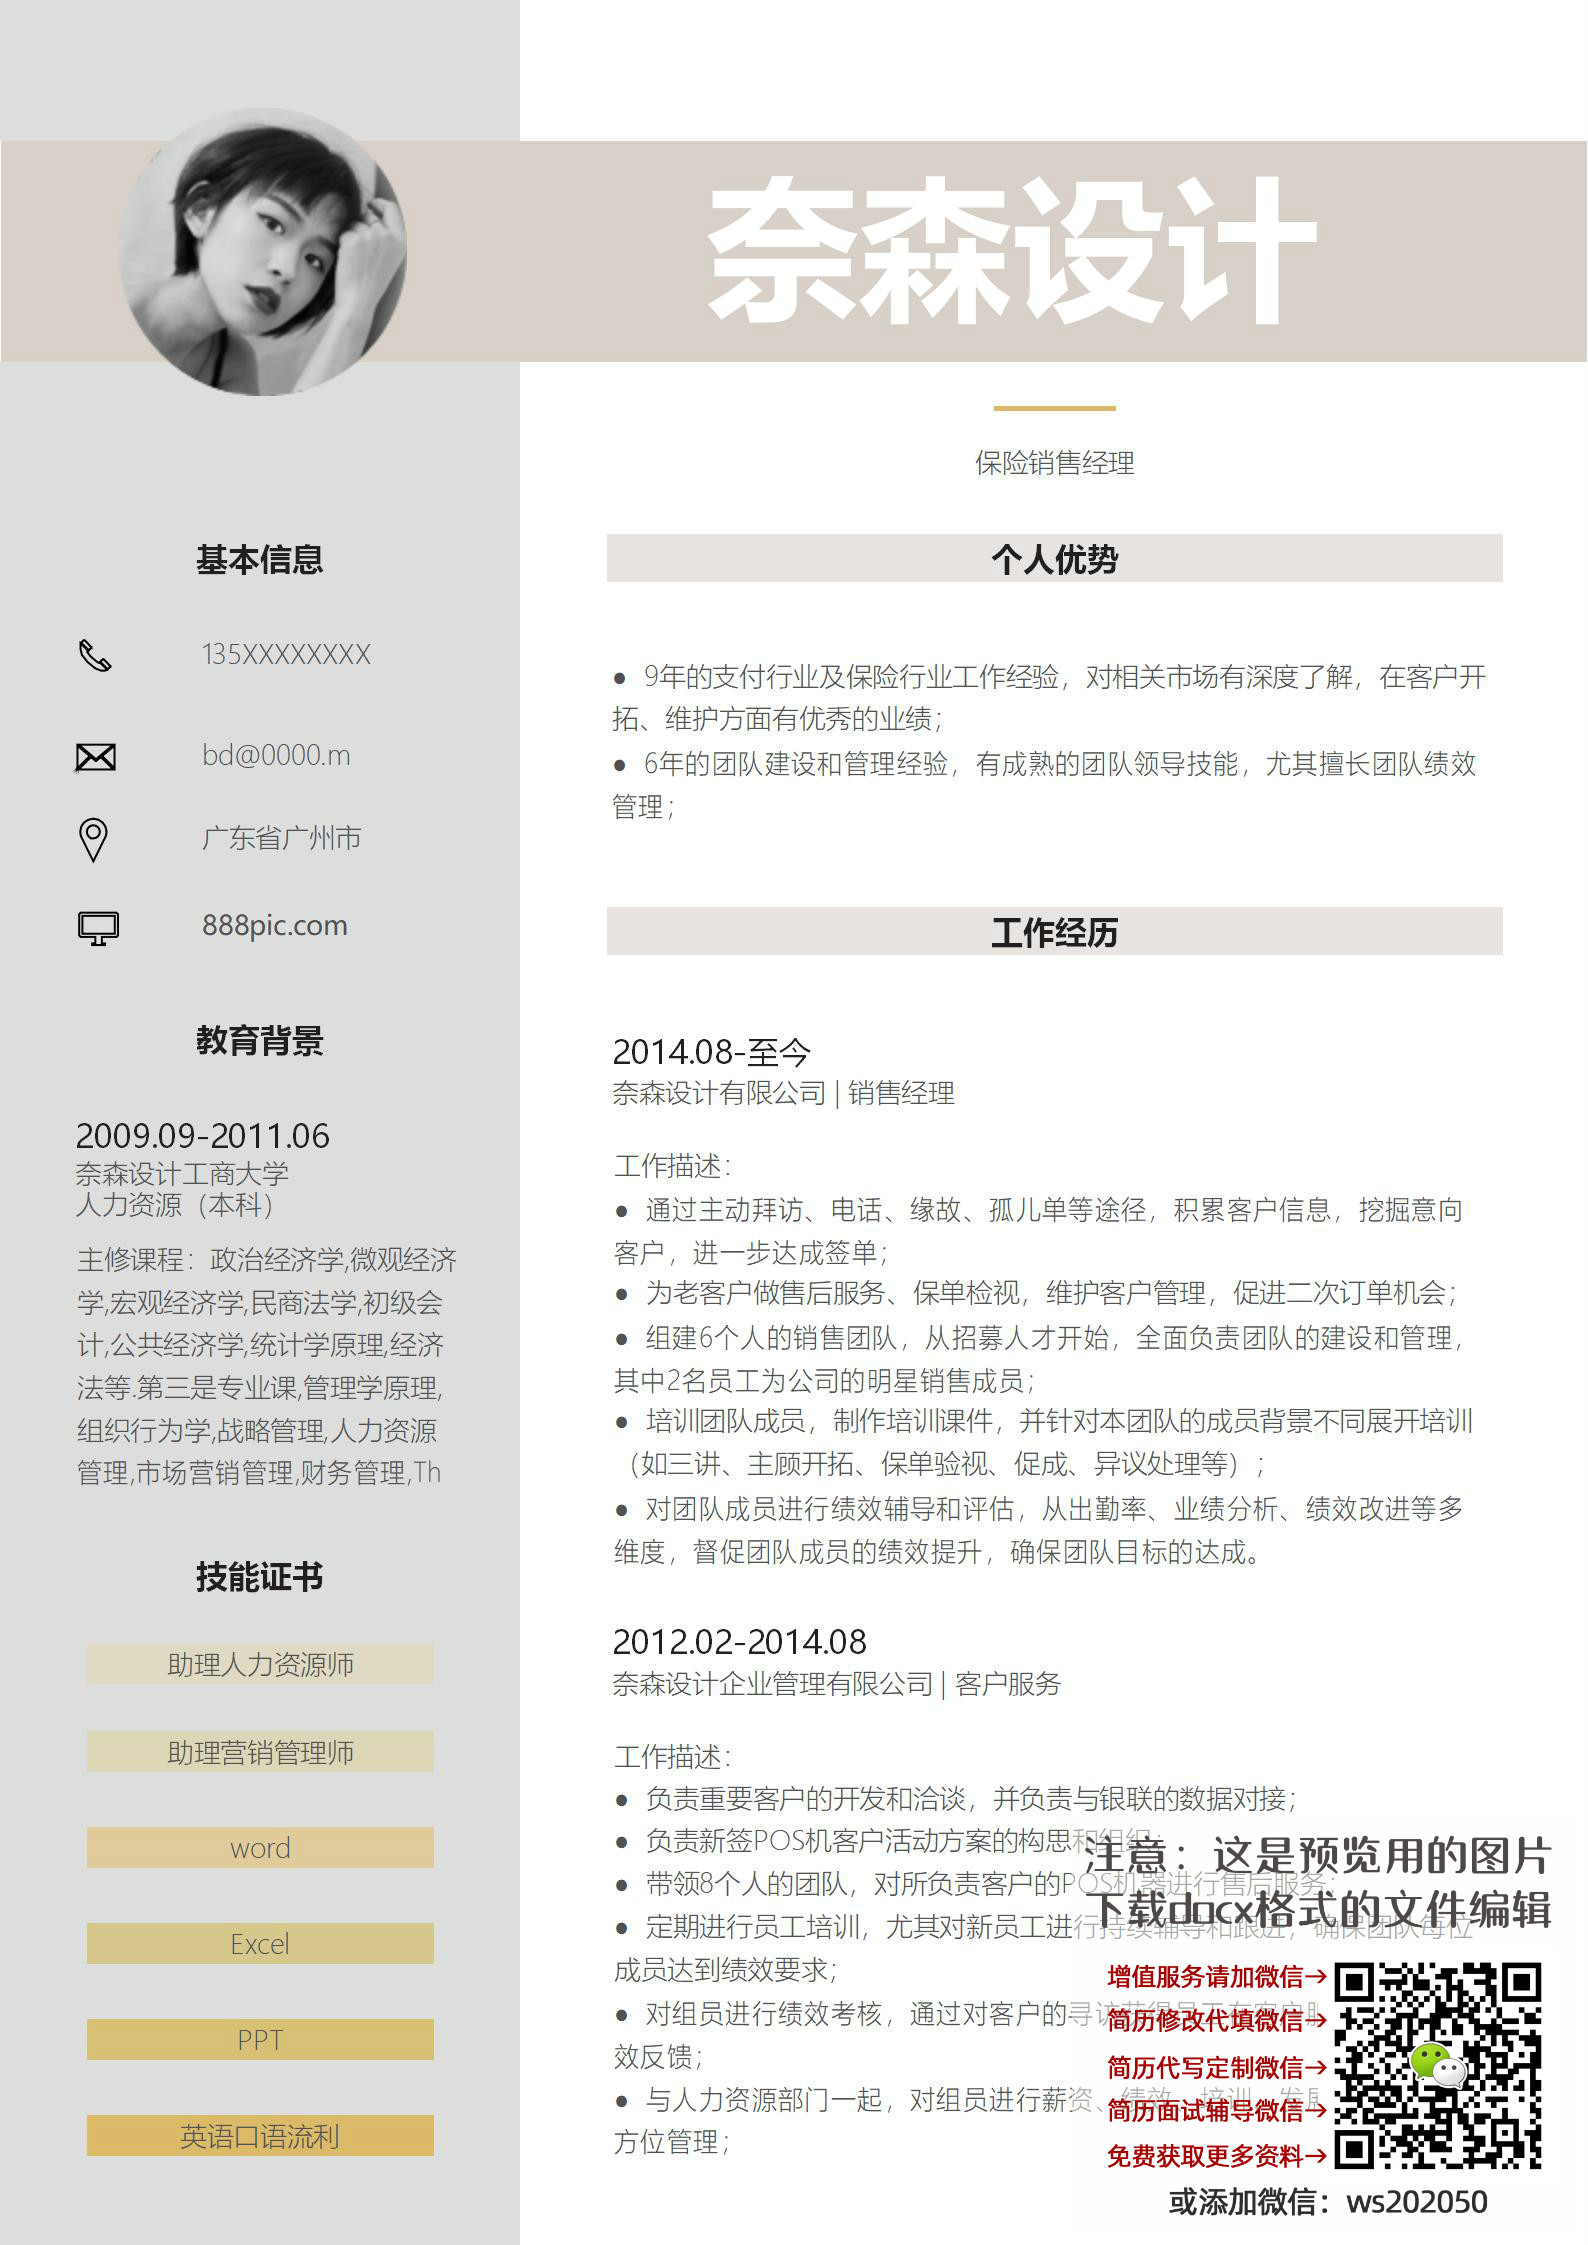 奈森设计
保险销售经理
基本信息
135XXXXXXXX
bd@0000.m
广东省广州市
888pic.com
教育背景
2009.09-2011.06
奈森设计工商大学
人力资源（本科）
主修课程：政治经济学,微观经济
学,宏观经济学,民商法学,初级会
计,公共经济学,统计学原理,经济
法等.第三是专业课,管理学原理,
组织行为学,战略管理,人力资源
管理,市场营销管理,财务管理,Th
技能证书
助理人力资源师
助理营销管理师
word
Excel
PPT
英语口语流利
个人优势
● 9年的支付行业及保险行业工作经验，对相关市场有深度了解，在客户开
拓、维护方面有优秀的业绩；
● 6年的团队建设和管理经验，有成熟的团队领导技能，尤其擅长团队绩效
管理；
工作经历
2014.08-至今
奈森设计有限公司 | 销售经理
工作描述：
● 通过主动拜访、电话、缘故、孤儿单等途径，积累客户信息，挖掘意向
客户，进一步达成签单；
● 为老客户做售后服务、保单检视，维护客户管理，促进二次订单机会；
● 组建6个人的销售团队，从招募人才开始，全面负责团队的建设和管理，
其中2名员工为公司的明星销售成员；
● 培训团队成员，制作培训课件，并针对本团队的成员背景不同展开培训
（如三讲、主顾开拓、保单验视、促成、异议处理等）；
● 对团队成员进行绩效辅导和评估，从出勤率、业绩分析、绩效改进等多
维度，督促团队成员的绩效提升，确保团队目标的达成。
2012.02-2014.08
奈森设计企业管理有限公司 | 客户服务
工作描述：
● 负责重要客户的开发和洽谈，并负责与银联的数据对接；
● 负责新签POS机客户活动方案的构思和组织；
● 带领8个人的团队，对所负责客户的POS机器进行售后服务；
● 定期进行员工培训，尤其对新员工进行持续辅导和跟进，确保团队每位
成员达到绩效要求；
● 对组员进行绩效考核，通过对客户的寻访获得员工在客户
效反馈；
● 与人力资源部门一起，对组员进行薪资、绩效、培训、发
方位管理；
注意：这是预览用的图片
下载docx格式的文件编辑
增值服务请加微信→
简历修改代填微信→
简历代写定制微信→
简历面试辅导微信→
免费获取更多资料→
或添加微信：ws202050